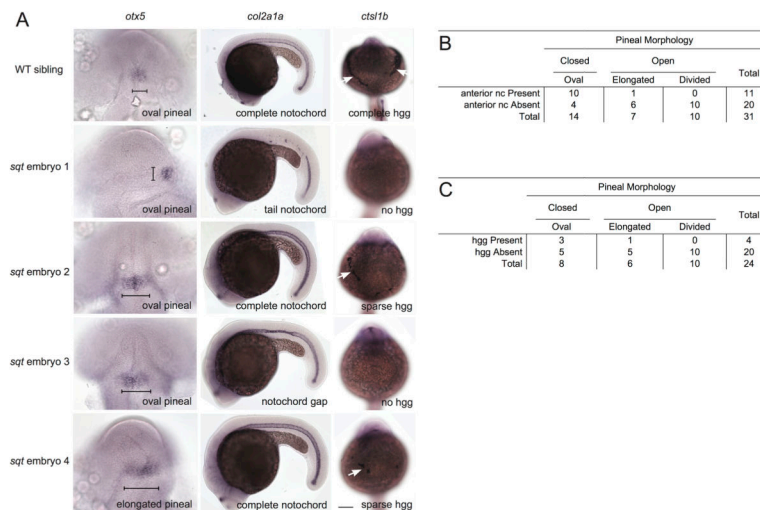 A
otx5 col2a1a ctsl1b
WT sibling
oval pineal complete notochord complete hgg
sqt embryo 1
oval pineal tail notochord no hgg
sqt embryo 2
oval pineal complete notochord sparse hgg
sqt embryo 3
oval pineal notochord gap no hgg
sqt embryo 4
elongated pineal complete notochord sparse hgg
B
Pineal Morphology
Closed Open Total
Oval Elongated Divided
anterior nc Present 10 1 0 11
anterior nc Absent 4 6 10 20
Total 14 7 10 31
C
Pineal Morphology
Closed Open Total
Oval Elongated Divided
hgg Present 3 1 0 4
hgg Absent 5 5 10 20
Total 8 6 10 24